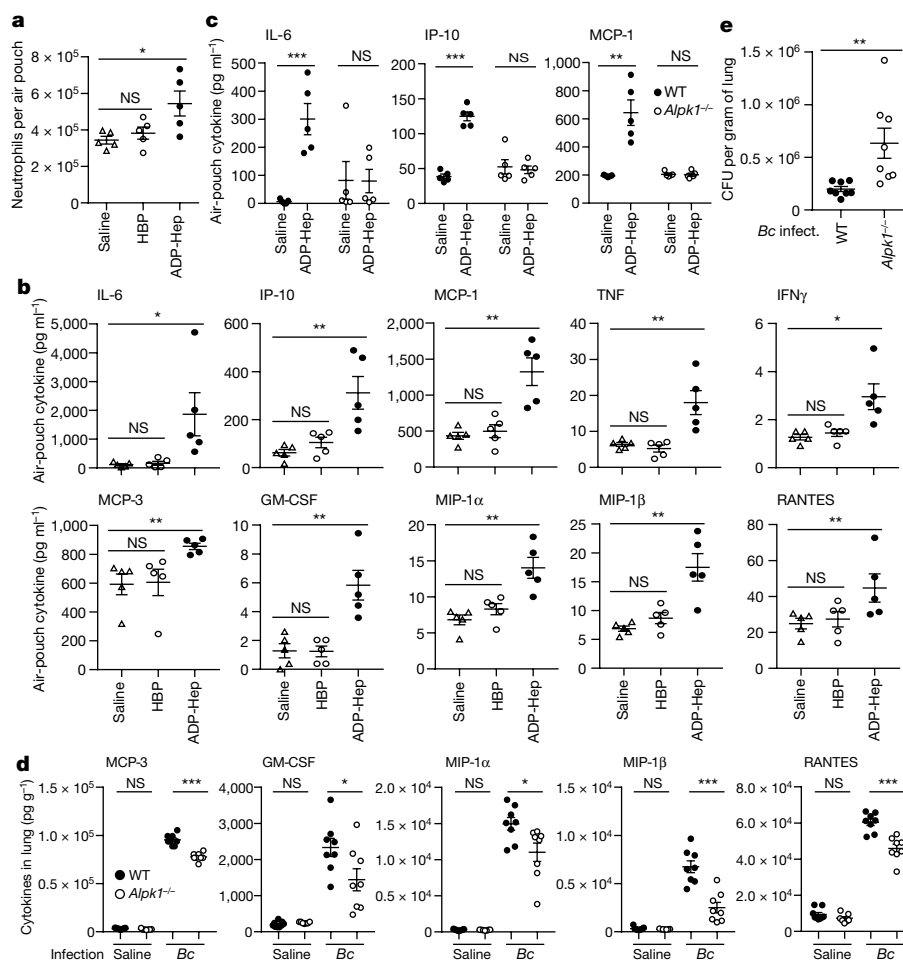 a
Neutrophils per air pouch
8 × 10⁵
6 × 10⁵
4 × 10⁵
2 × 10⁵
0
*
NS
Saline
HBP
ADP-Hep
c
Air-pouch cytokine (pg ml⁻¹)
IL-6
600
400
200
0
***
NS
Saline
ADP-Hep
Saline
ADP-Hep
IP-10
200
150
100
50
0
***
NS
Saline
ADP-Hep
Saline
ADP-Hep
MCP-1
1,000
800
600
400
200
0
**
NS
WT
Alpk1⁻/⁻
Saline
ADP-Hep
Saline
ADP-Hep
e
CFU per gram of lung
1.5 × 10⁶
1.0 × 10⁶
0.5 × 10⁶
0
**
Bc infect.
WT
Alpk1⁻/⁻
b
Air-pouch cytokine (pg ml⁻¹)
IL-6
5,000
4,000
3,000
2,000
1,000
0
*
NS
IP-10
600
400
200
0
**
NS
MCP-1
2,000
1,500
1,000
500
0
**
NS
TNF
40
30
20
10
0
**
NS
IFNγ
6
4
2
0
*
NS
Air-pouch cytokine (pg ml⁻¹)
MCP-3
1,000
800
600
400
200
0
**
NS
Saline
HBP
ADP-Hep
GM-CSF
10
8
6
4
2
0
**
NS
Saline
HBP
ADP-Hep
MIP-1α
20
15
10
5
0
**
NS
Saline
HBP
ADP-Hep
MIP-1β
25
20
15
10
5
0
**
NS
Saline
HBP
ADP-Hep
RANTES
80
60
40
20
0
**
NS
Saline
HBP
ADP-Hep
d
Cytokines in lung (pg g⁻¹)
MCP-3
1.5 × 10⁵
1.0 × 10⁵
0.5 × 10⁵
0
NS
***
WT
Alpk1⁻/⁻
Infection
Saline
Bc
GM-CSF
4,000
3,000
2,000
1,000
0
NS
*
Saline
Bc
MIP-1α
2.0 × 10⁴
1.5 × 10⁴
1.0 × 10⁴
0.5 × 10⁴
0
NS
*
Saline
Bc
MIP-1β
1.5 × 10⁴
1.0 × 10⁴
0.5 × 10⁴
0
NS
***
Saline
Bc
RANTES
8.0 × 10⁴
6.0 × 10⁴
4.0 × 10⁴
2.0 × 10⁴
0
NS
***
Saline
Bc